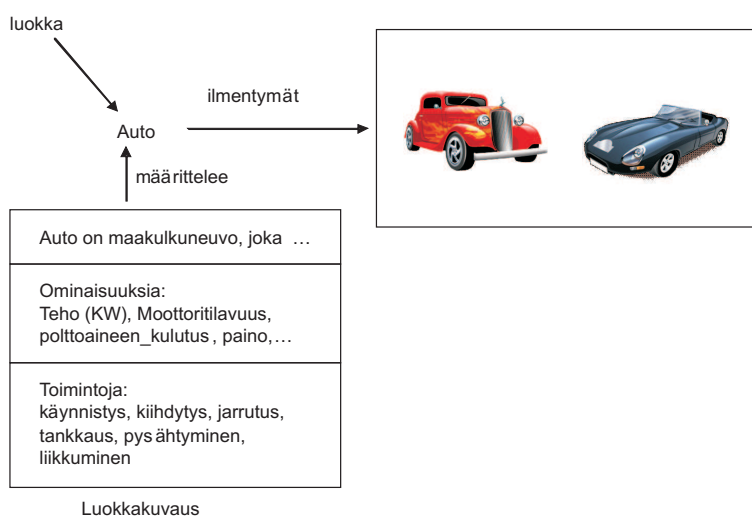 luokka
ilmentymät
Auto
määrittelee
Auto on maakulkuneuvo, joka …
Ominaisuuksia:
Teho (KW), Moottoritilavuus,
polttoaineen_kulutus , paino,…
Toimintoja:
käynnistys, kiihdytys, jarrutus,
tankkaus, pysähtyminen,
liikkuminen
Luokkakuvaus